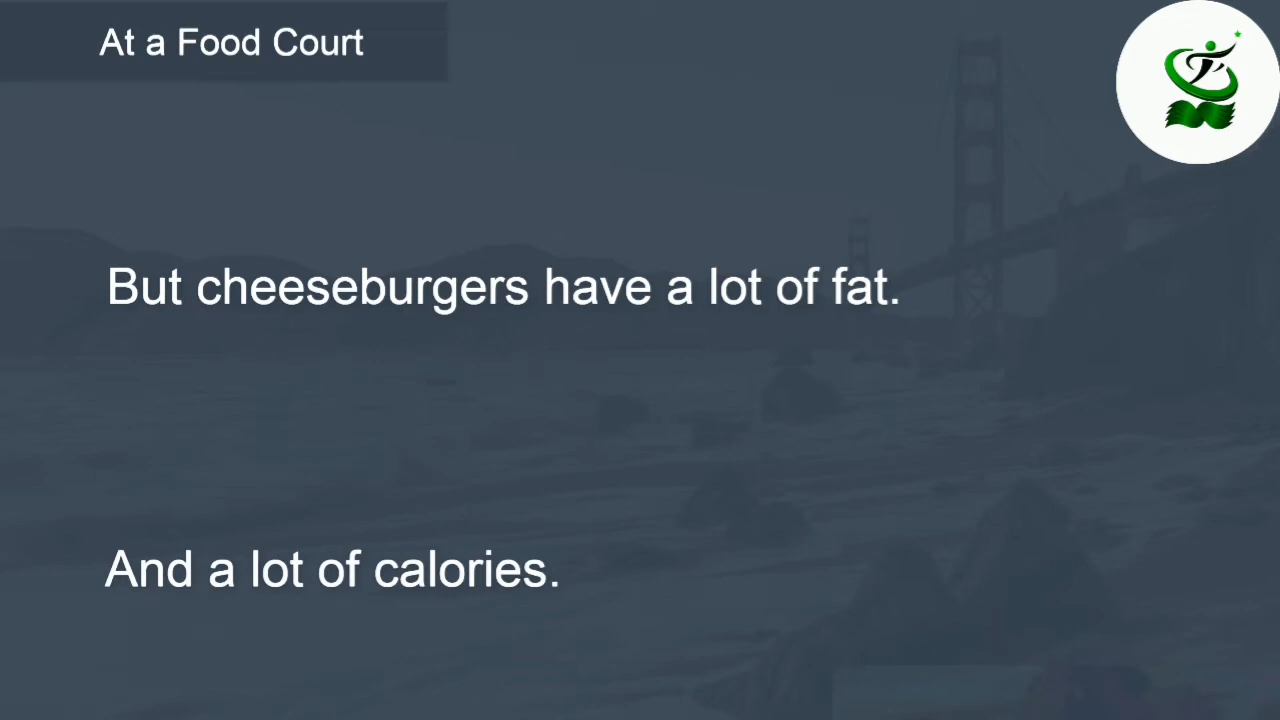 At a Food Court
But cheeseburgers have a lot of fat.
And a lot of calories.